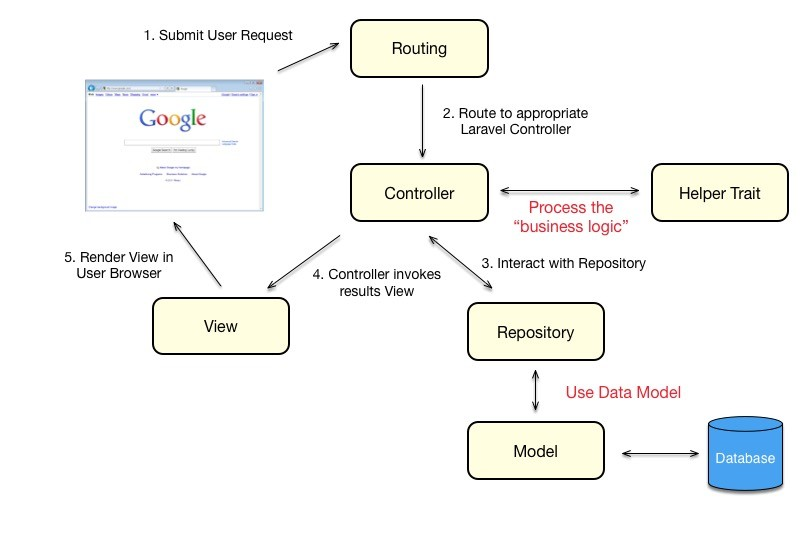 1. Submit User Request
Routing
Google
2. Route to appropriate
Laravel Controller
Controller
Helper Trait
Process the
“business logic”
5. Render View in
User Browser
4. Controller invokes
results View
3. Interact with Repository
View
Repository
Use Data Model
Model
Database